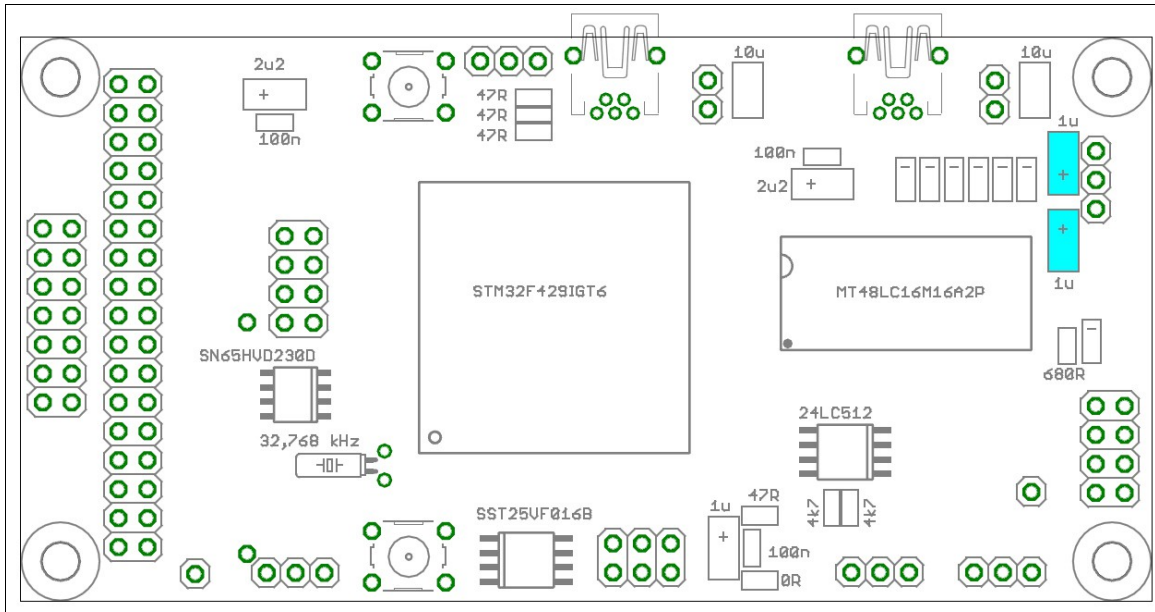 10u
10u
2u2
+
47R
47R
47R
100n
1u
100n
2u2
+
+
+
1u
STM32F429IGT6
MT48LC16M16A2P
SN65HVD230D
680R
24LC512
32,768 kHz
SST25VF016B
1u
47R
4k7
4k7
+
100n
0R